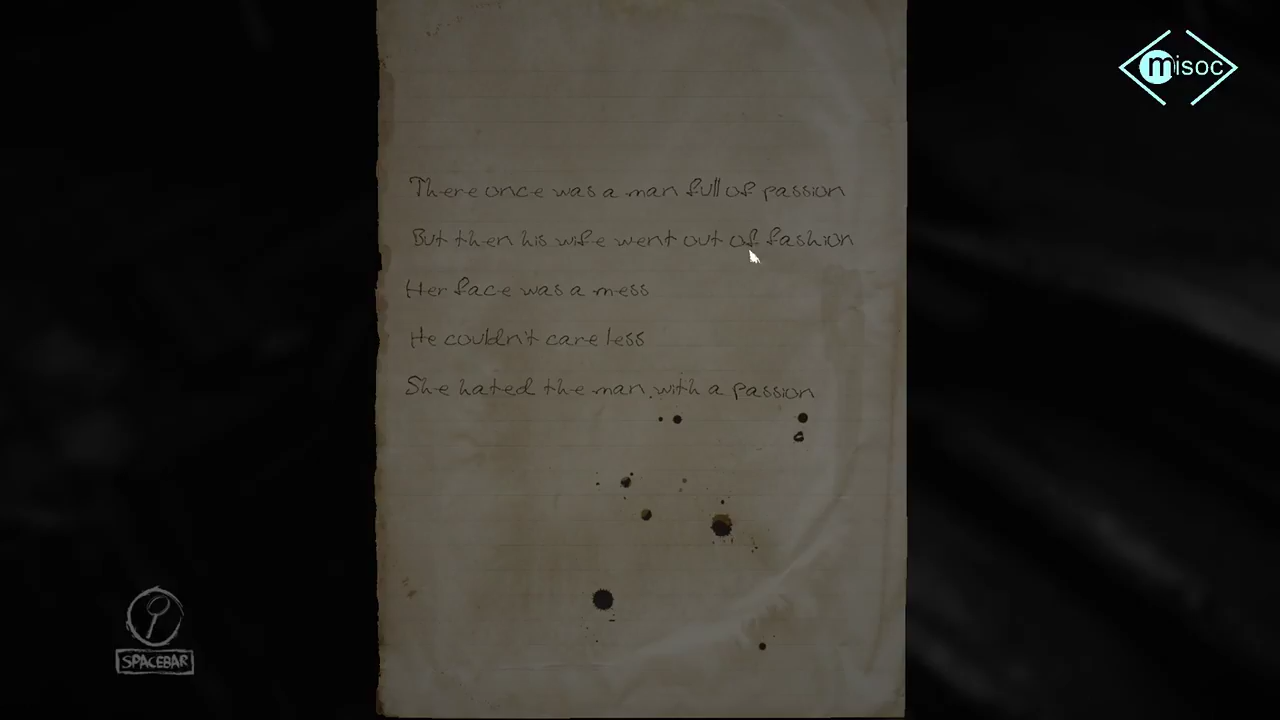 misoc
There once was a man full of passion
But then his wife went out of fashion
Her face was a mess
He couldn't care less
She hated the man, with a passion
SPACEBAR